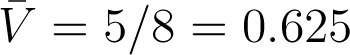 V̄ = 5/8 = 0.625